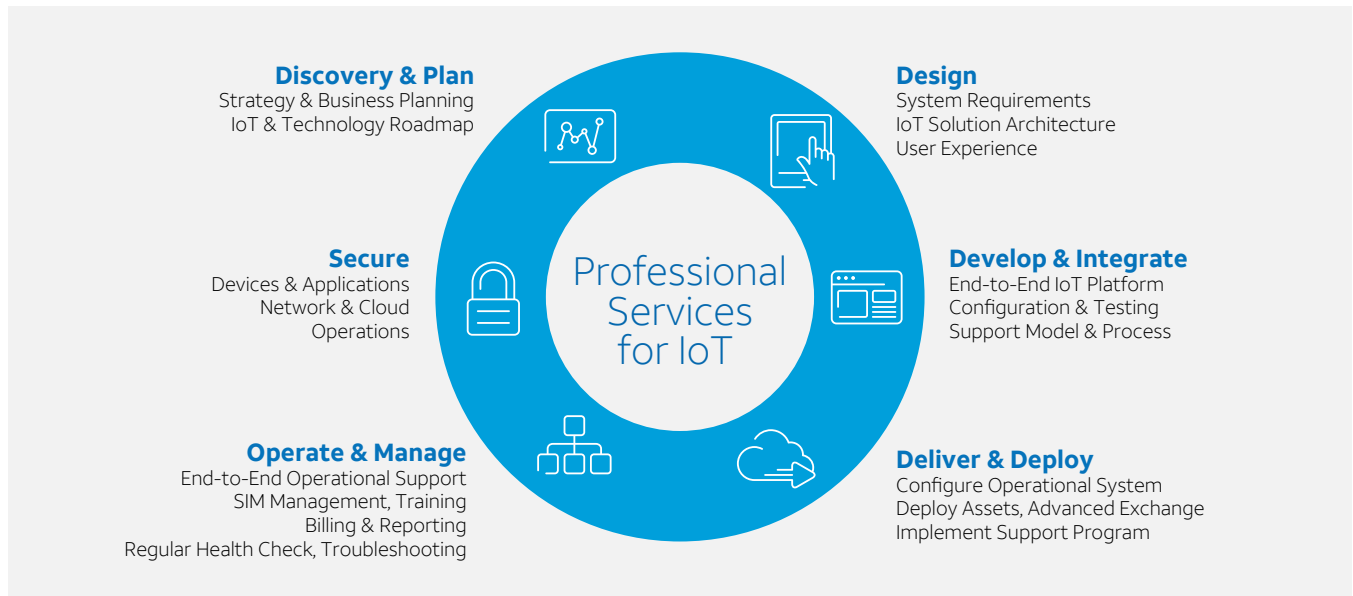 Discovery & Plan
Strategy & Business Planning
IoT & Technology Roadmap
Design
System Requirements
IoT Solution Architecture
User Experience
Secure
Devices & Applications
Network & Cloud
Operations
Professional
Services
for IoT
Develop & Integrate
End-to-End IoT Platform
Configuration & Testing
Support Model & Process
Operate & Manage
End-to-End Operational Support
SIM Management, Training
Billing & Reporting
Regular Health Check, Troubleshooting
Deliver & Deploy
Configure Operational System
Deploy Assets, Advanced Exchange
Implement Support Program